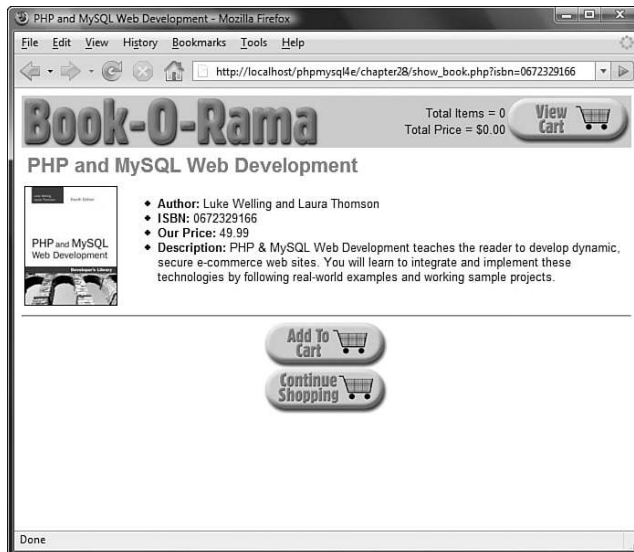 PHP and MySQL Web Development - Mozilla Firefox
File Edit View History Bookmarks Tools Help
http://localhost/phpmysql4e/chapter28/show_book.php?isbn=0672329166
Book-O-Rama
Total Items = 0
Total Price = $0.00
View
Cart
PHP and MySQL Web Development
PHP and MySQL
Web Development
Developer's Library
◆ Author: Luke Welling and Laura Thomson
◆ ISBN: 0672329166
◆ Our Price: 49.99
◆ Description: PHP & MySQL Web Development teaches the reader to develop dynamic,
secure e-commerce web sites. You will learn to integrate and implement these
technologies by following real-world examples and working sample projects.
Add To
Cart
Continue
Shopping
Done